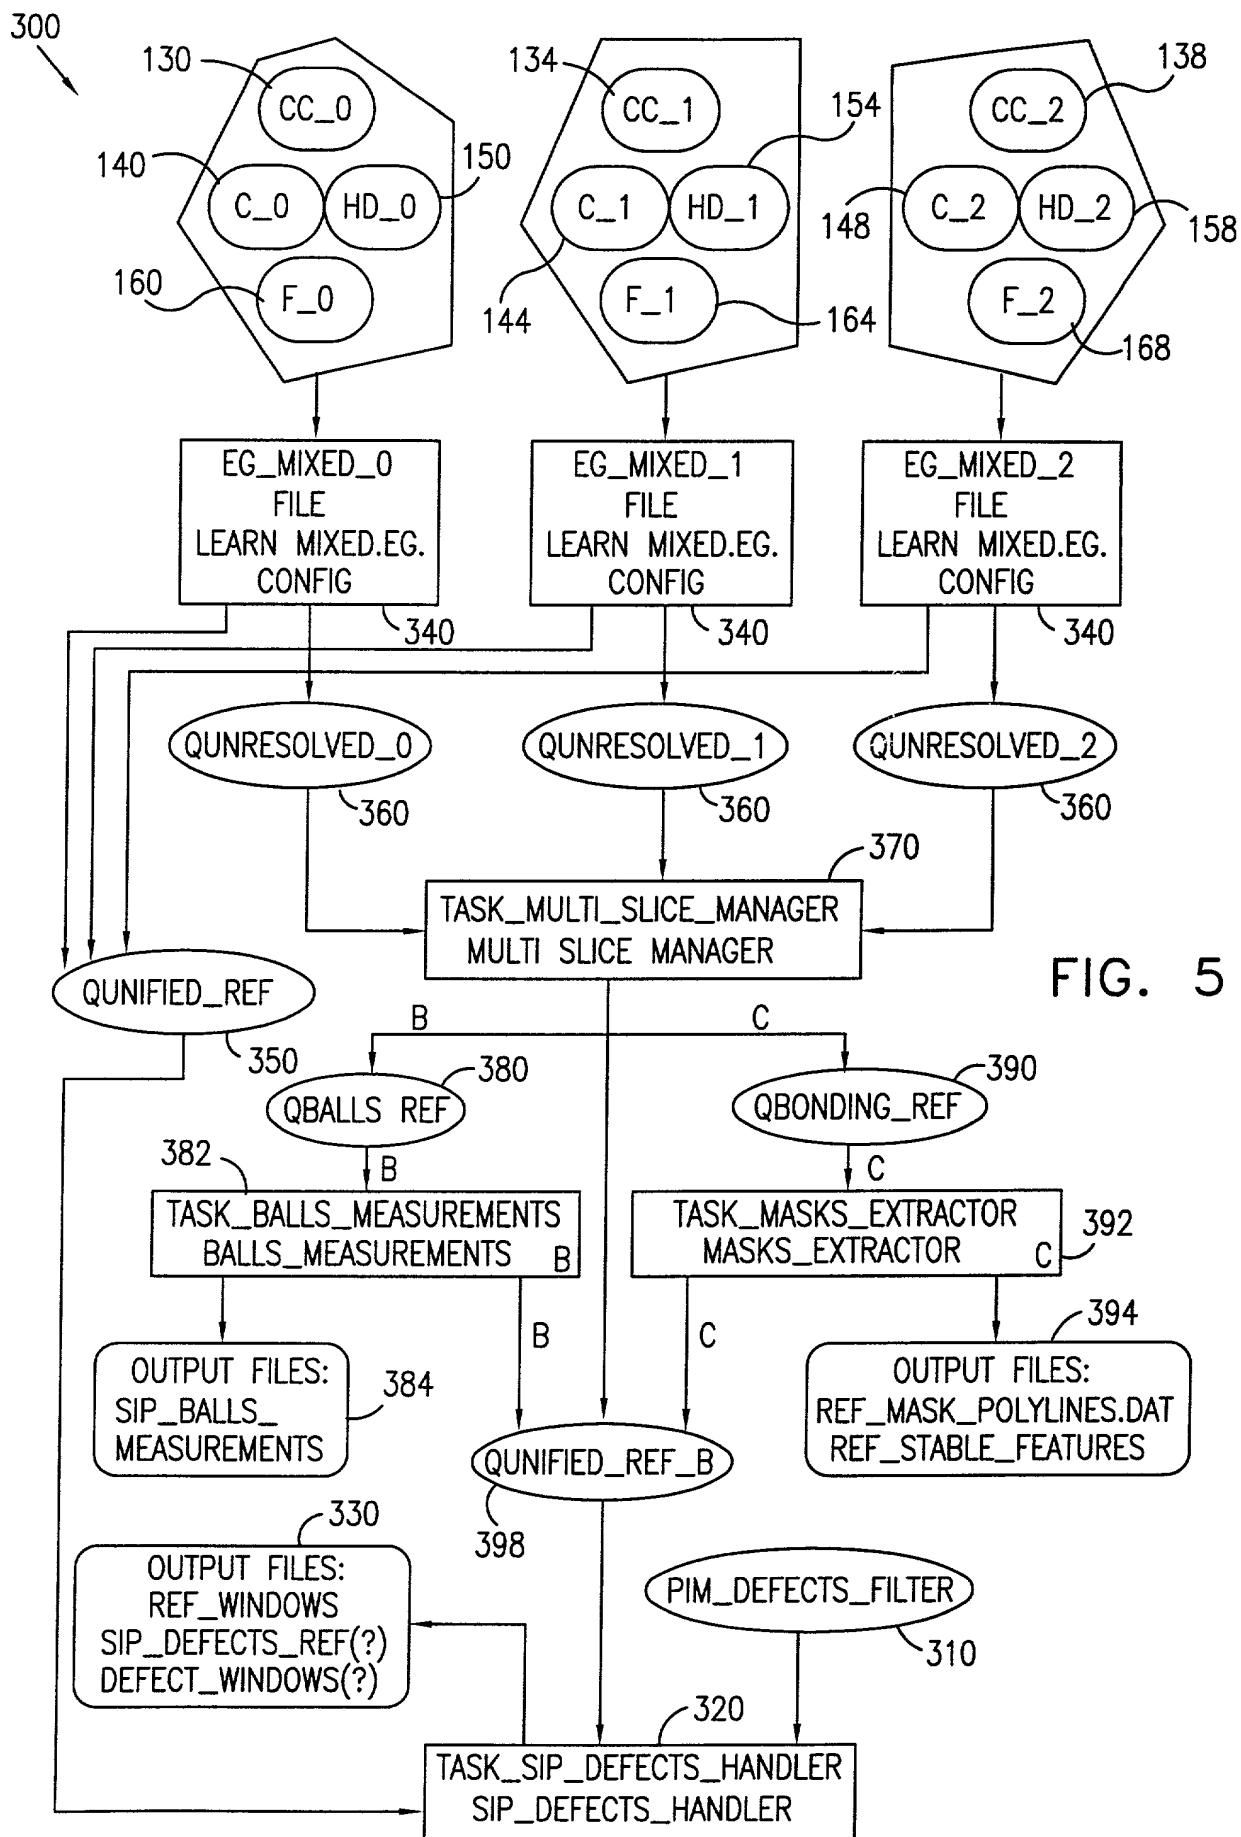 300
130
134
138
CC_0
CC_1
CC_2
154
140
150
C_0
HD_0
C_1
HD_1
148
C_2
HD_2
158
160
F_0
144
F_1
164
F_2
168
EG_MIXED_0
FILE
LEARN MIXED.EG.
CONFIG
EG_MIXED_1
FILE
LEARN MIXED.EG.
CONFIG
EG_MIXED_2
FILE
LEARN MIXED.EG.
CONFIG
340
340
340
QUNRESOLVED_0
QUNRESOLVED_1
QUNRESOLVED_2
360
360
360
370
TASK_MULTI_SLICE_MANAGER
MULTI SLICE MANAGER
QUNIFIED_REF
FIG. 5
350
B
C
380
390
QBALLS REF
QBONDING_REF
382
B
C
TASK_BALLS_MEASUREMENTS
BALLS_MEASUREMENTS
B
TASK_MASKS_EXTRACTOR
MASKS_EXTRACTOR
C
392
B
C
394
OUTPUT FILES:
SIP_BALLS_
MEASUREMENTS
384
OUTPUT FILES:
REF_MASK_POLYLINES.DAT
REF_STABLE_FEATURES
QUNIFIED_REF_B
398
330
OUTPUT FILES:
REF_WINDOWS
SIP_DEFECTS_REF(?)
DEFECT_WINDOWS(?)
PIM_DEFECTS_FILTER
310
320
TASK_SIP_DEFECTS_HANDLER
SIP_DEFECTS_HANDLER